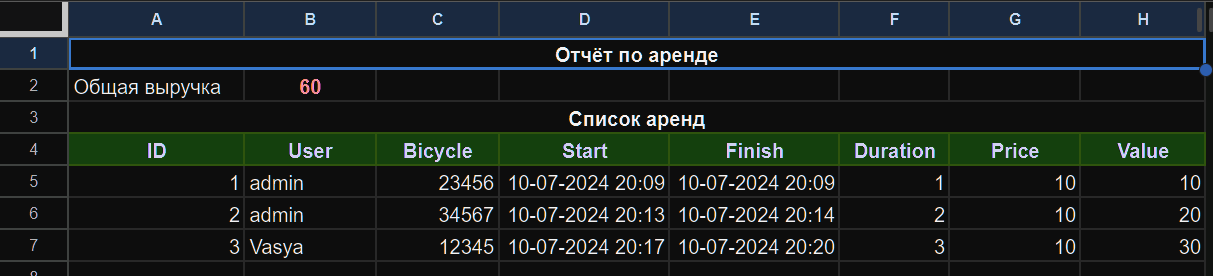 A B C D E F G H
1 Отчёт по аренде
2 Общая выручка 60
3 Список аренд
4 ID User Bicycle Start Finish Duration Price Value
5 1 admin 23456 10-07-2024 20:09 10-07-2024 20:09 1 10 10
6 2 admin 34567 10-07-2024 20:13 10-07-2024 20:14 2 10 20
7 3 Vasya 12345 10-07-2024 20:17 10-07-2024 20:20 3 10 30